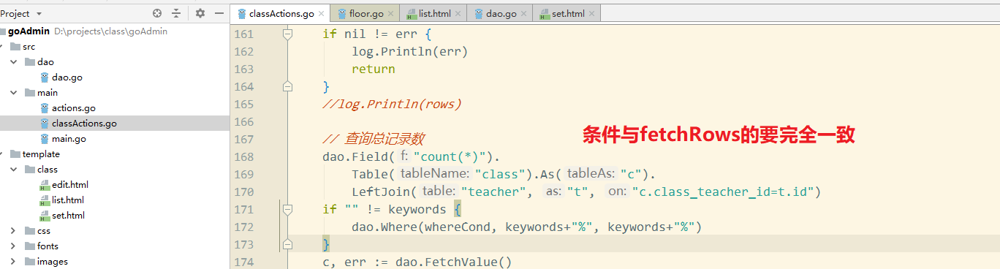 Project
classActions.go
floor.go
list.html
dao.go
set.html
goAdmin D:\projects\class\goAdmin
src
dao
dao.go
main
actions.go
classActions.go
main.go
template
class
edit.html
list.html
set.html
css
fonts
images
161 if nil != err {
162 log.Println(err)
163 return
164 }
165 //log.Println(rows)
166
167 // 查询总记录数
168 dao.Field( f: "count(*)").
169 Table( tableName: "class").As( tableAs: "c").
170 LeftJoin( table: "teacher", as: "t", on: "c.class_teacher_id=t.id")
171 if "" != keywords {
172 dao.Where(whereCond, keywords+"%", keywords+"%")
173 }
174 c, err := dao.FetchValue()
条件与fetchRows的要完全一致